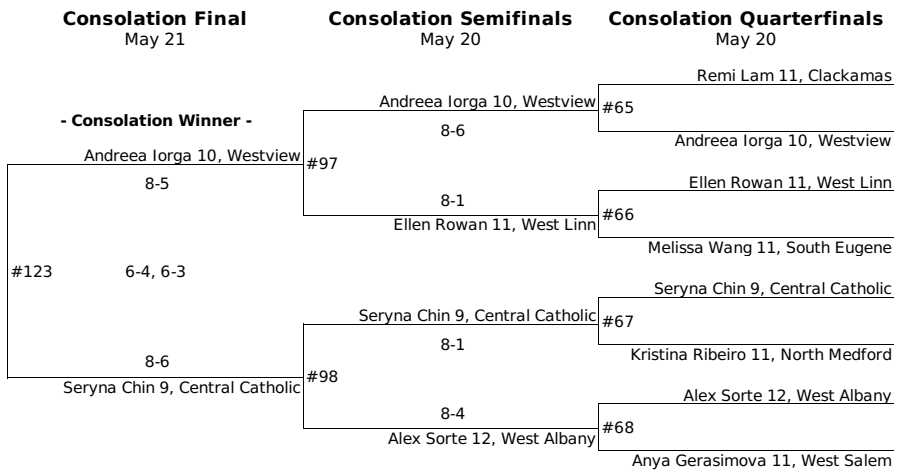 Consolation Final
May 21
Consolation Semifinals
May 20
Consolation Quarterfinals
May 20
- Consolation Winner -
Andreea Iorga 10, Westview
8-5
#123
6-4, 6-3
8-6
Seryna Chin 9, Central Catholic
Andreea Iorga 10, Westview
8-6
#97
8-1
Ellen Rowan 11, West Linn
Seryna Chin 9, Central Catholic
8-1
#98
8-4
Alex Sorte 12, West Albany
Remi Lam 11, Clackamas
#65
Andreea Iorga 10, Westview
Ellen Rowan 11, West Linn
#66
Melissa Wang 11, South Eugene
Seryna Chin 9, Central Catholic
#67
Kristina Ribeiro 11, North Medford
Alex Sorte 12, West Albany
#68
Anya Gerasimova 11, West Salem